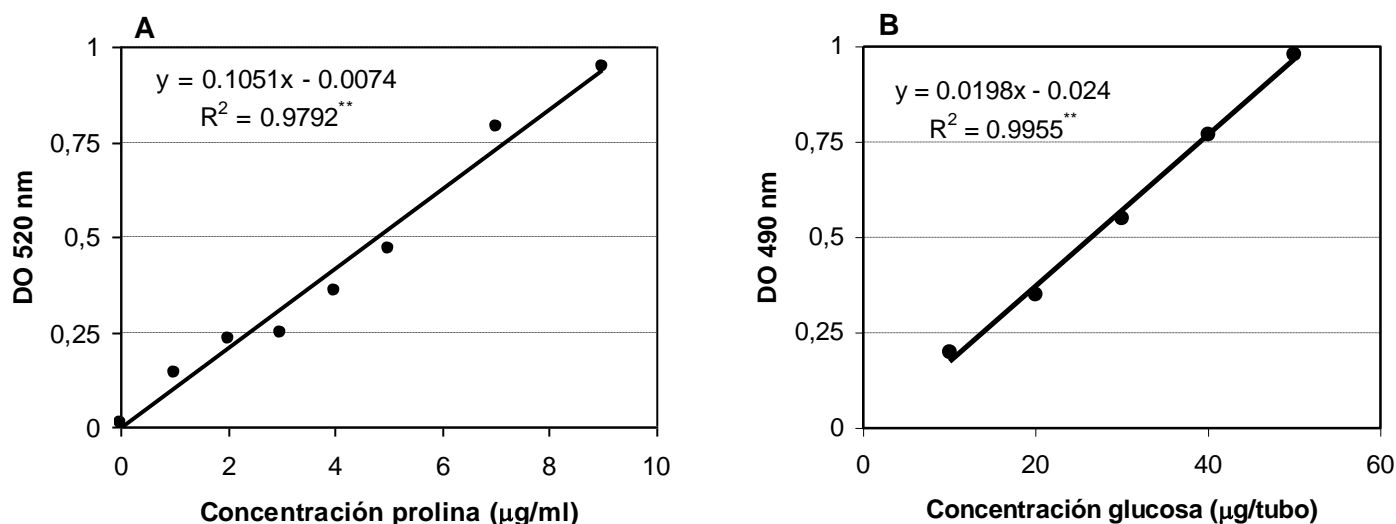 A
y = 0.1051x - 0.0074
R² = 0.9792**
1
0,75
0,5
0,25
0
DO 520 nm
0 2 4 6 8 10
Concentración prolina (µg/ml)
B
y = 0.0198x - 0.024
R² = 0.9955**
1
0,75
0,5
0,25
0
DO 490 nm
0 20 40 60
Concentración glucosa (µg/tubo)